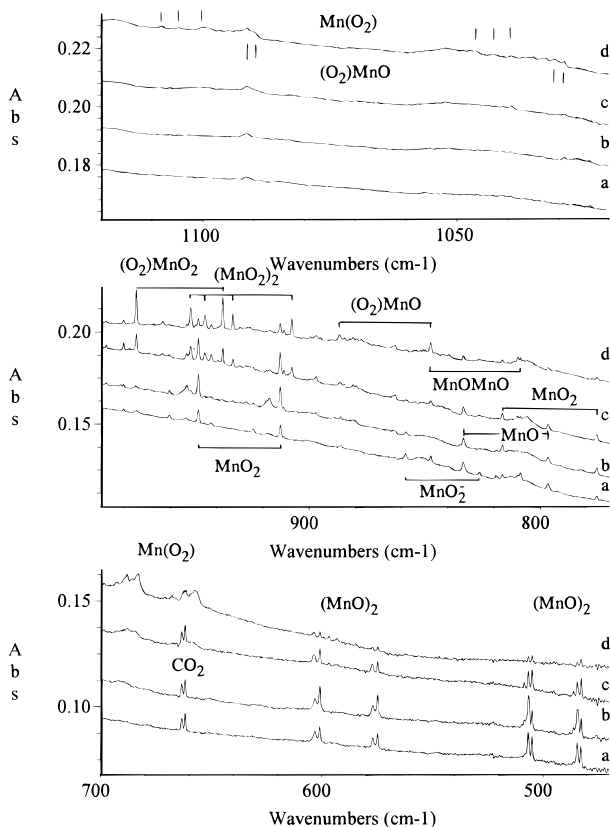 Mn(O₂)
0.22
d
(O₂)MnO
A
b
s
0.20
c
b
0.18
a
1100
1050
Wavenumbers (cm-1)
(O₂)MnO₂
(MnO₂)₂
(O₂)MnO
0.20
d
A
b
s
MnOMnO
MnO₂
c
0.15
MnO
b
MnO₂
a
MnO₂⁻
900
800
Wavenumbers (cm-1)
Mn(O₂)
(MnO)₂
(MnO)₂
0.15
A
b
s
d
CO₂
c
0.10
b
a
700
600
500
Wavenumbers (cm-1)